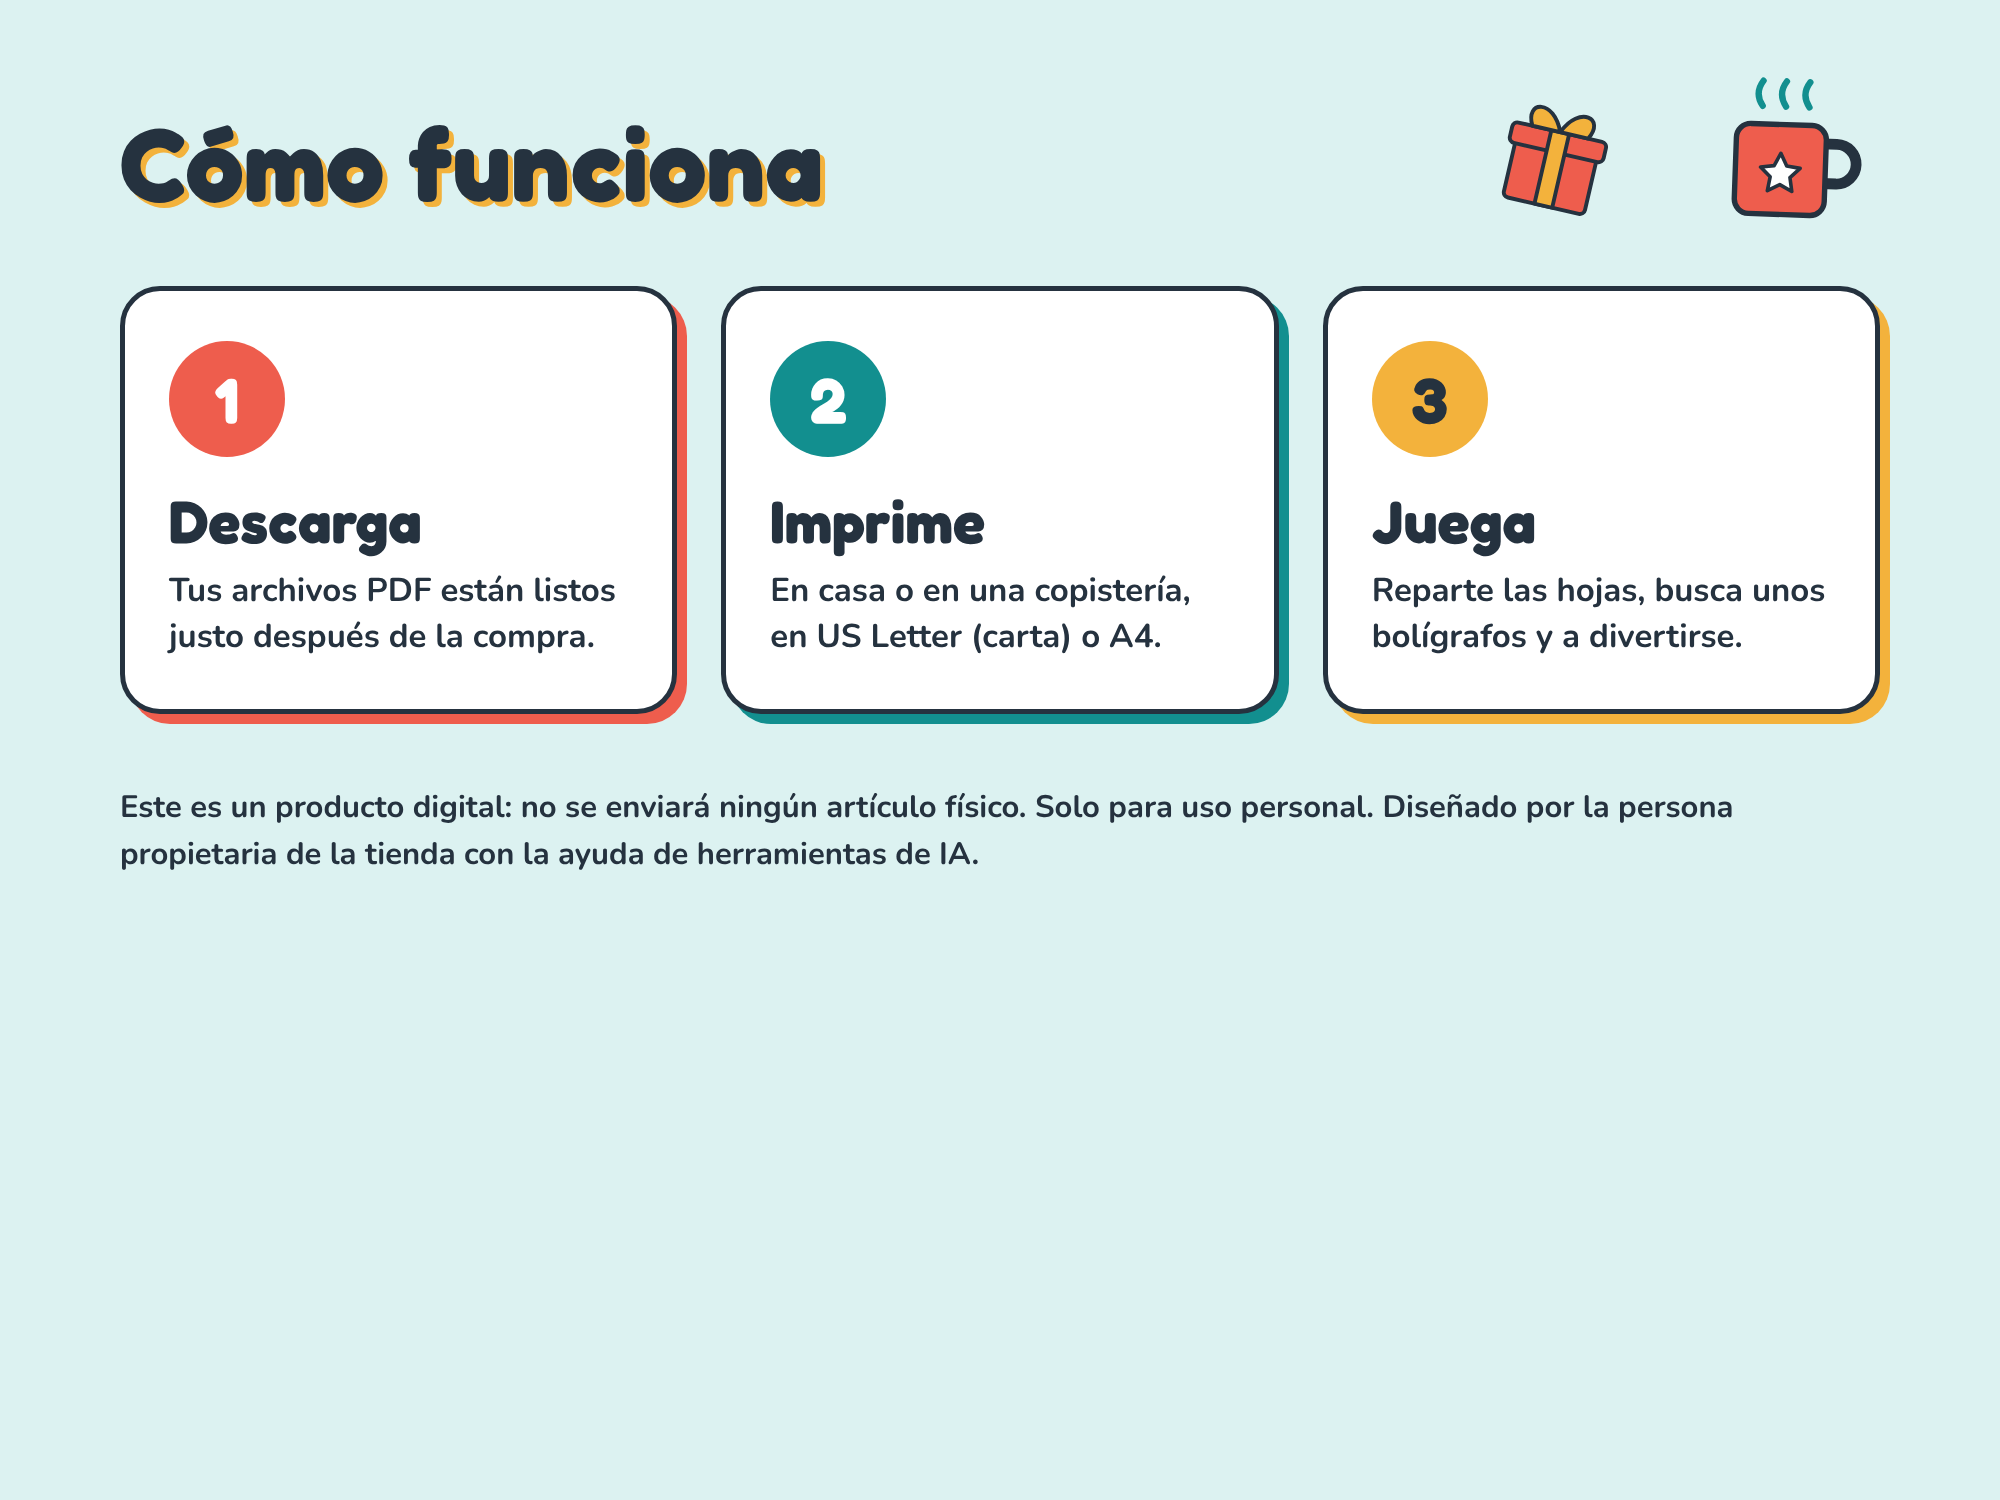 Cómo funciona
1
Descarga
Tus archivos PDF están listos
justo después de la compra.
2
Imprime
En casa o en una copistería,
en US Letter (carta) o A4.
3
Juega
Reparte las hojas, busca unos
bolígrafos y a divertirse.
Este es un producto digital: no se enviará ningún artículo físico. Solo para uso personal. Diseñado por la persona
propietaria de la tienda con la ayuda de herramientas de IA.